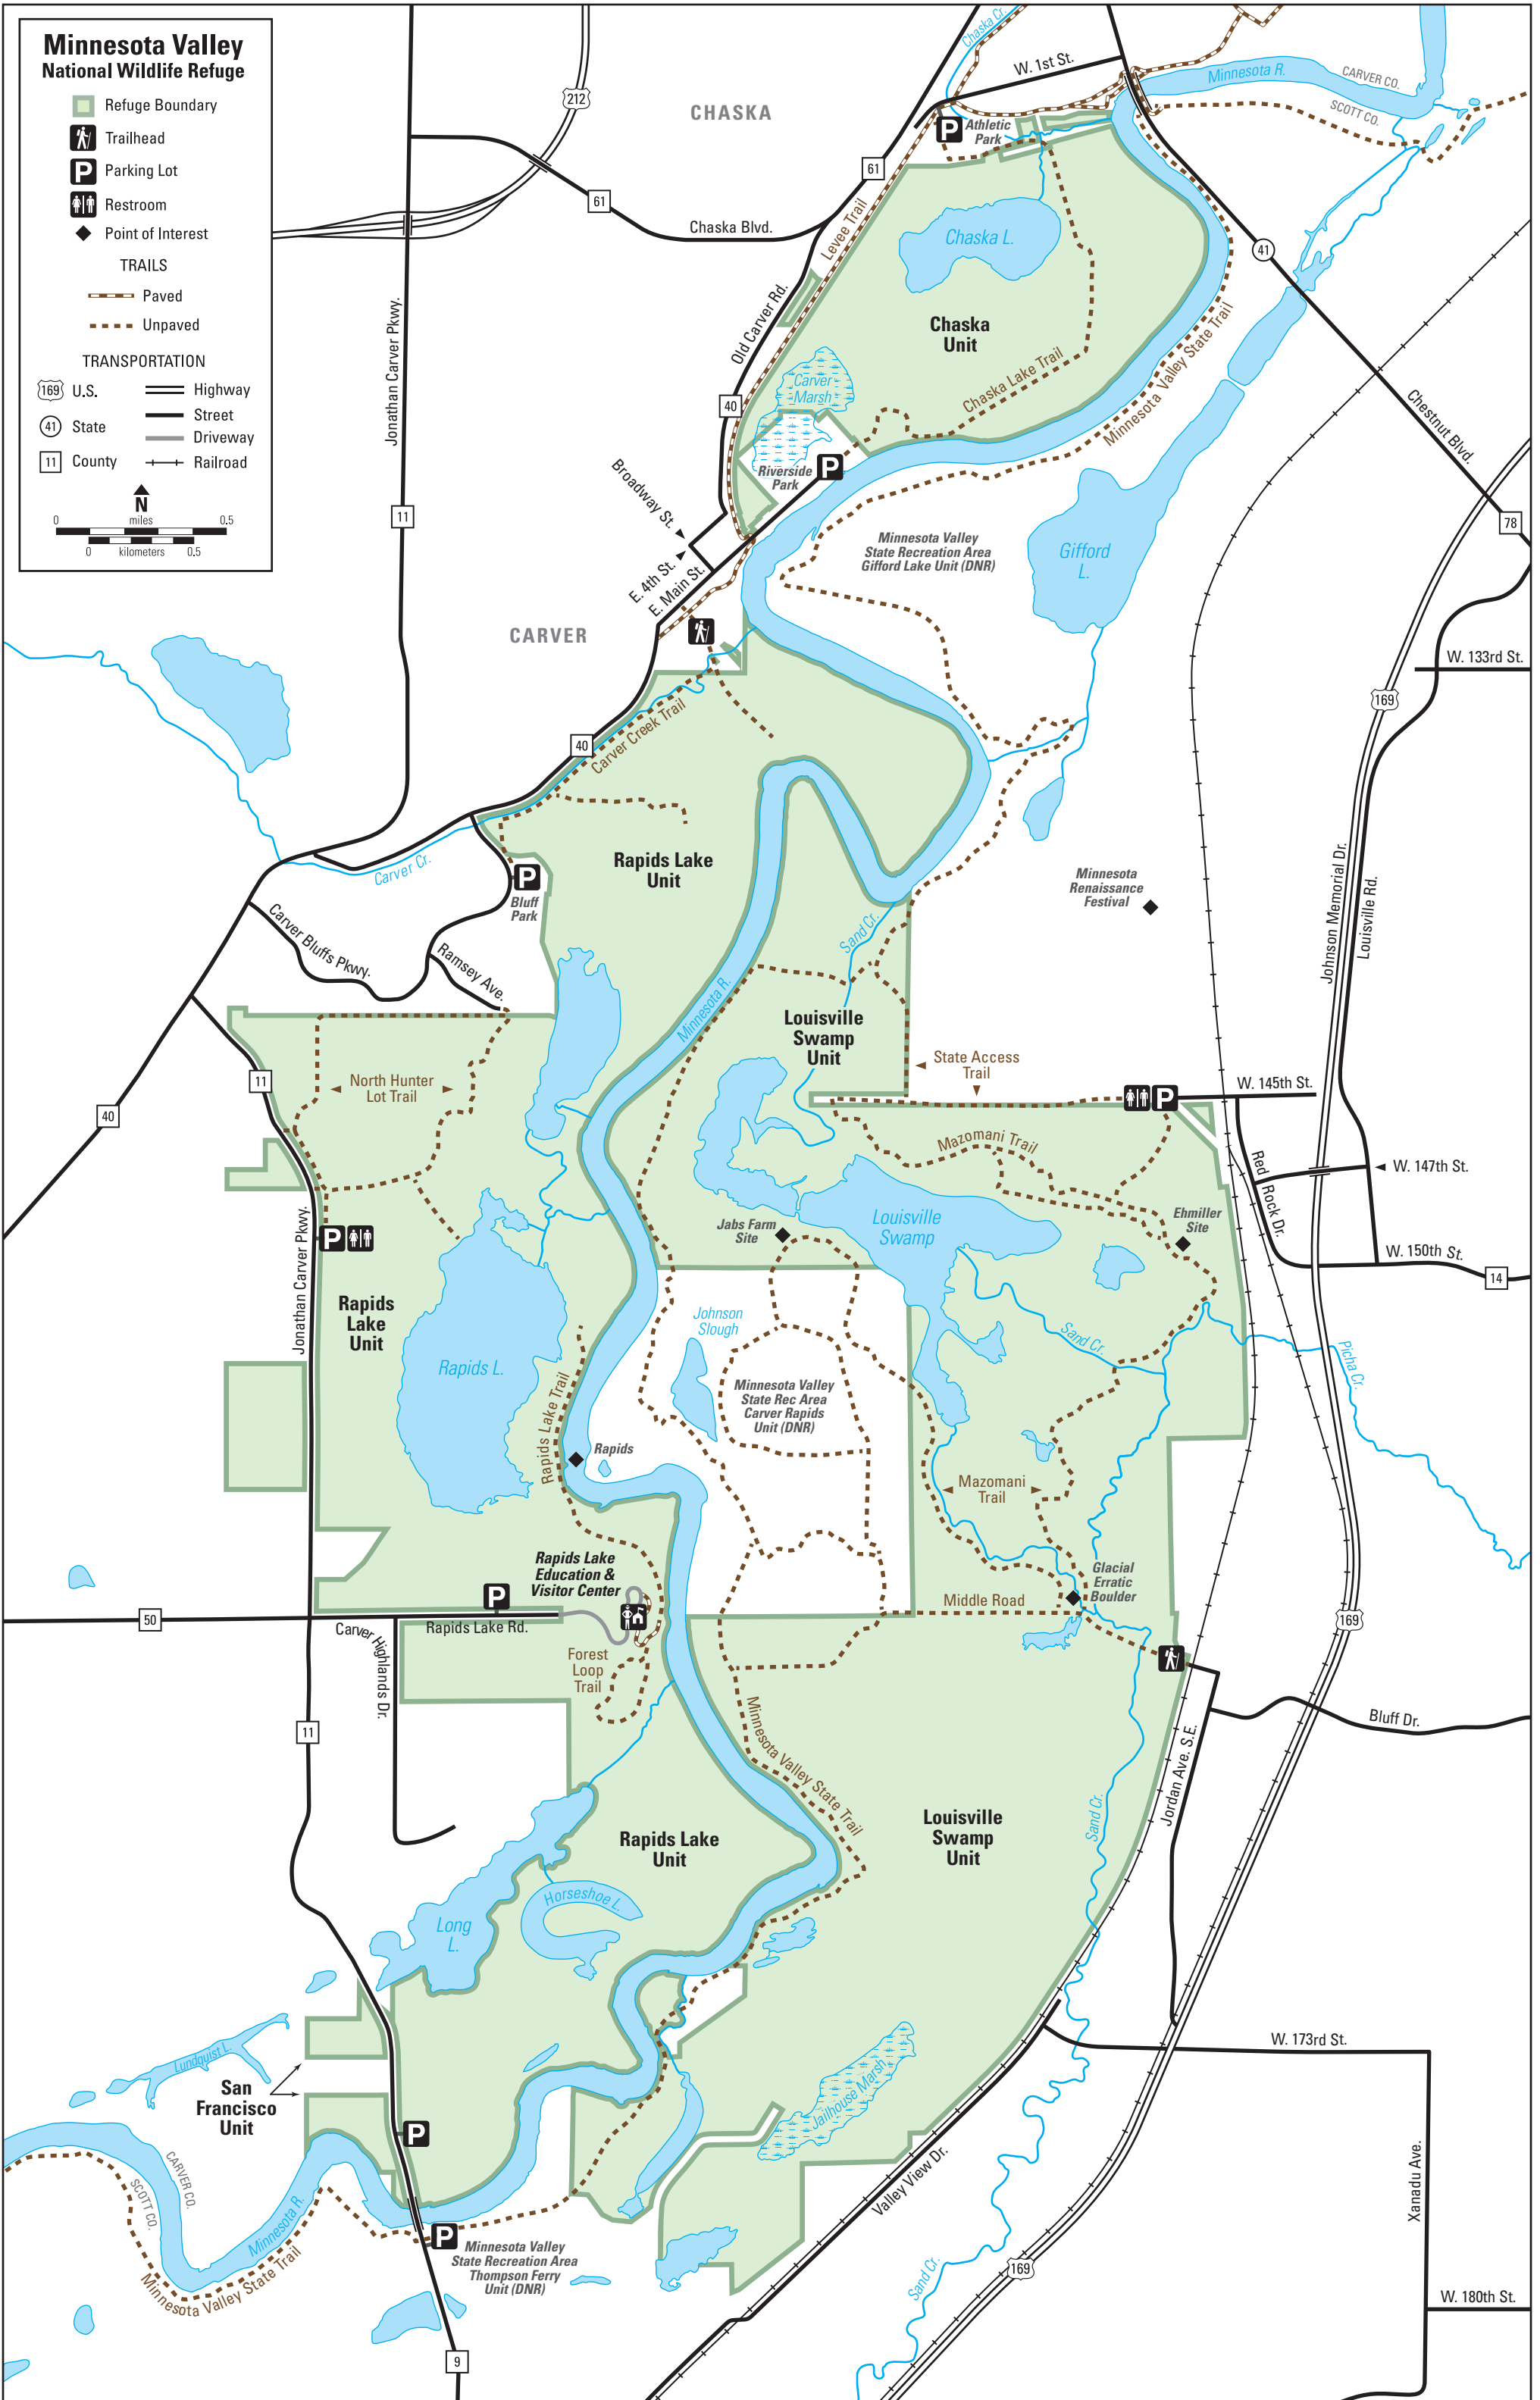 Minnesota Valley
National Wildlife Refuge
Refuge Boundary
Trailhead
P
Parking Lot
Restroom
Point of Interest
TRAILS
Paved
Unpaved
TRANSPORTATION
169 U.S.
Highway
Street
41 State
Driveway
11 County
Railroad
N
0 miles 0.5
0 kilometers 0.5
212
CHASKA
Chaska Cr.
W. 1st St.
Minnesota R.
CARVER CO.
SCOTT CO.
P
Athletic
Park
61
61
Chaska Blvd.
Levee Trail
Chaska L.
41
Jonathan Carver Pkwy.
Old Carver Rd.
Chaska
Unit
Minnesota Valley State Trail
Chaska Lake Trail
Carver
Marsh
40
Chestnut Blvd.
Riverside
Park
P
Broadway St.
11
78
Minnesota Valley
State Recreation Area
Gifford Lake Unit (DNR)
Gifford
L.
E. 4th St.
E. Main St.
CARVER
W. 133rd St.
169
Carver Creek Trail
40
Rapids Lake
Unit
Carver Cr.
P
Bluff
Park
Minnesota
Renaissance
Festival
Johnson Memorial Dr.
Louisville Rd.
Carver Bluffs Pkwy.
Ramsey Ave.
Sand Cr.
Minnesota R.
Louisville
Swamp
Unit
State Access
Trail
11
North Hunter
Lot Trail
40
P
W. 145th St.
Mazomani Trail
Red Rock Dr.
W. 147th St.
Jabs Farm
Site
Louisville
Swamp
Ehmiller
Site
P
W. 150th St.
14
Jonathan Carver Pkwy.
Rapids
Lake
Unit
Johnson
Slough
Sand Cr.
Picha Cr.
Rapids L.
Minnesota Valley
State Rec Area
Carver Rapids
Unit (DNR)
Rapids Lake Trail
Rapids
Mazomani
Trail
Rapids Lake
Education &
Visitor Center
Glacial
Erratic
Boulder
P
Middle Road
50
Rapids Lake Rd.
169
Carver Highlands Dr.
Forest
Loop
Trail
11
Minnesota Valley State Trail
Bluff Dr.
Jordan Ave. S.E.
Rapids Lake
Unit
Louisville
Swamp
Unit
Sand Cr.
Horseshoe L.
Long
L.
Lundquist L.
W. 173rd St.
San
Francisco
Unit
Jailhouse Marsh
P
CARVER CO.
SCOTT CO.
Valley View Dr.
Xanadu Ave.
Minnesota R.
P
Minnesota Valley
State Recreation Area
Thompson Ferry
Unit (DNR)
Minnesota Valley State Trail
Sand Cr.
169
W. 180th St.
9